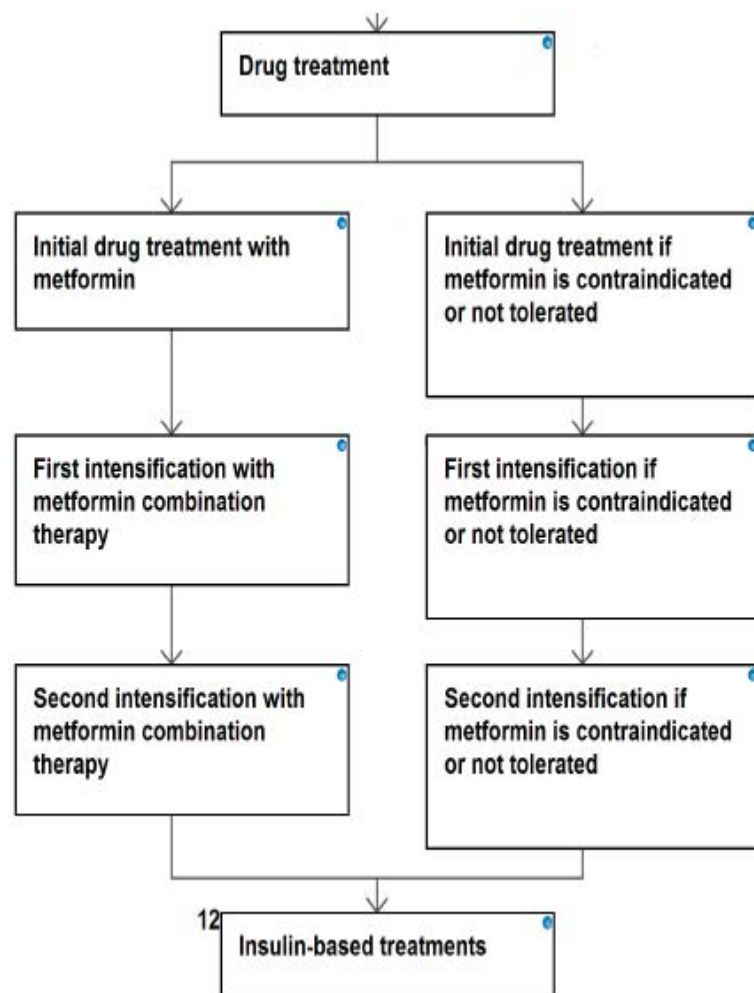 Drug treatment
Initial drug treatment with
metformin
Initial drug treatment if
metformin is contraindicated
or not tolerated
First intensification with
metformin combination
therapy
First intensification if
metformin is contraindicated
or not tolerated
Second intensification with
metformin combination
therapy
Second intensification if
metformin is contraindicated
or not tolerated
12
Insulin-based treatments